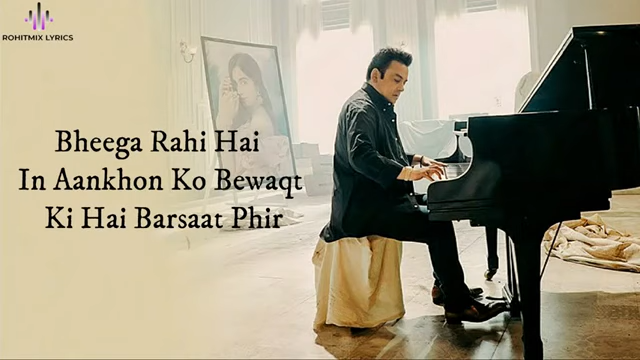 ROHITMIX LYRICS
Bheega Rahi Hai
In Aankhon Ko Bewaqt
Ki Hai Barsaat Phir